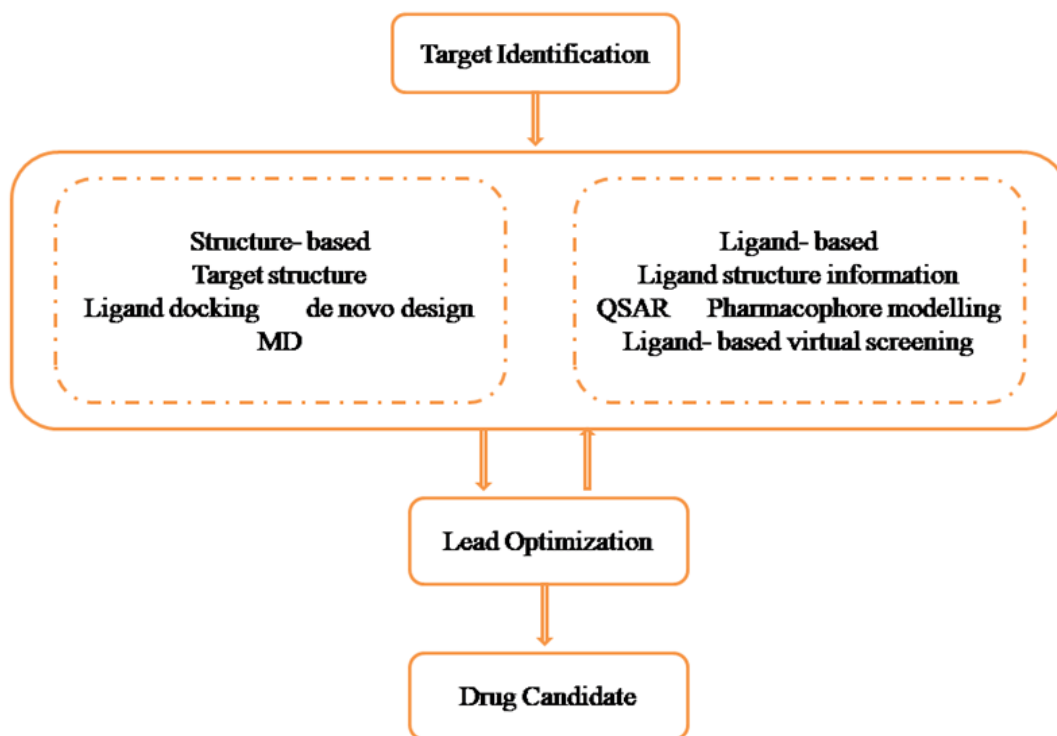 Target Identification
Structure- based
Target structure
Ligand docking de novo design
MD
Ligand- based
Ligand structure information
QSAR Pharmacophore modelling
Ligand- based virtual screening
Lead Optimization
Drug Candidate